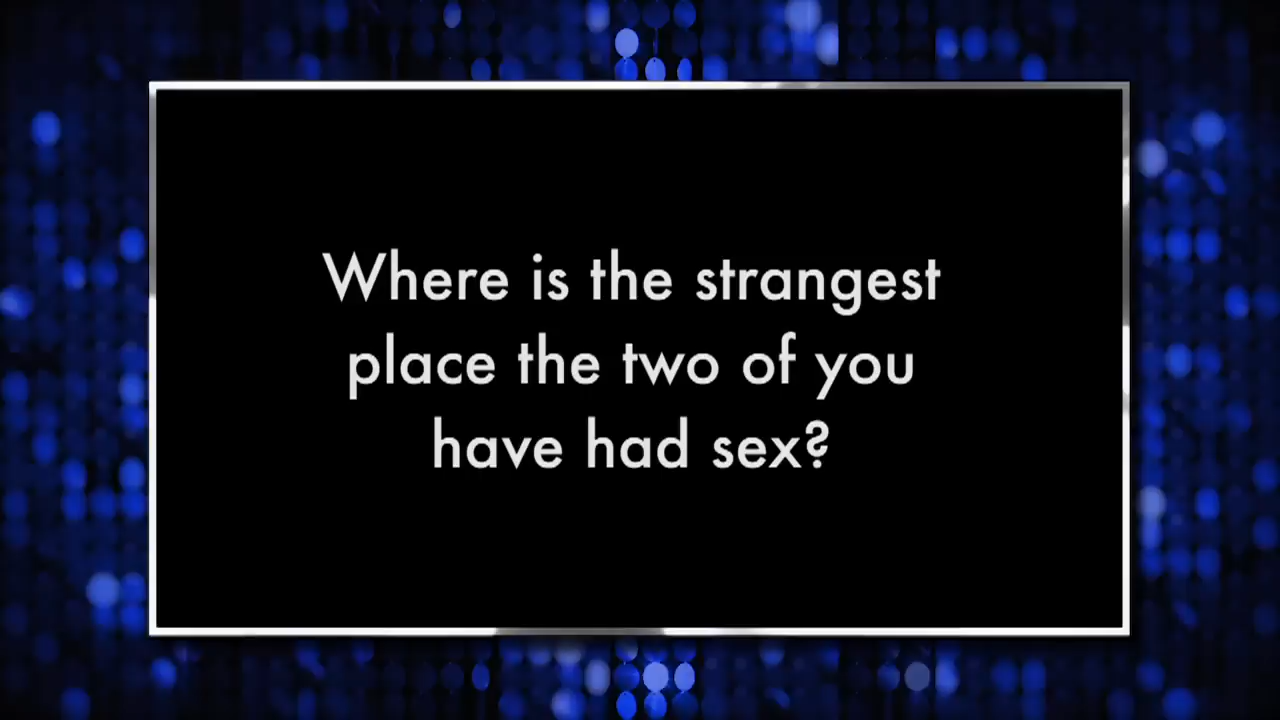 Where is the strangest
place the two of you
have had sex?